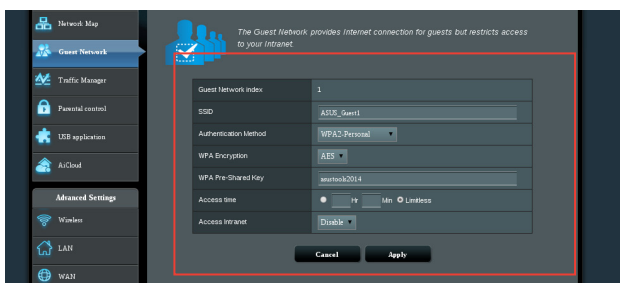 Network Map
Guest Network
Traffic Manager
Parental control
USB application
AiCloud
Advanced Settings
Wireless
LAN
WAN
The Guest Network provides Internet connection for guests but restricts access
to your Intranet.
Guest Network index 1
SSID ASUS_Guest1
Authentication Method WPA2-Personal
WPA Encryption AES
WPA Pre-Shared Key asustools2014
Access time Hr Min Limitless
Access Intranet Disable
Cancel Apply